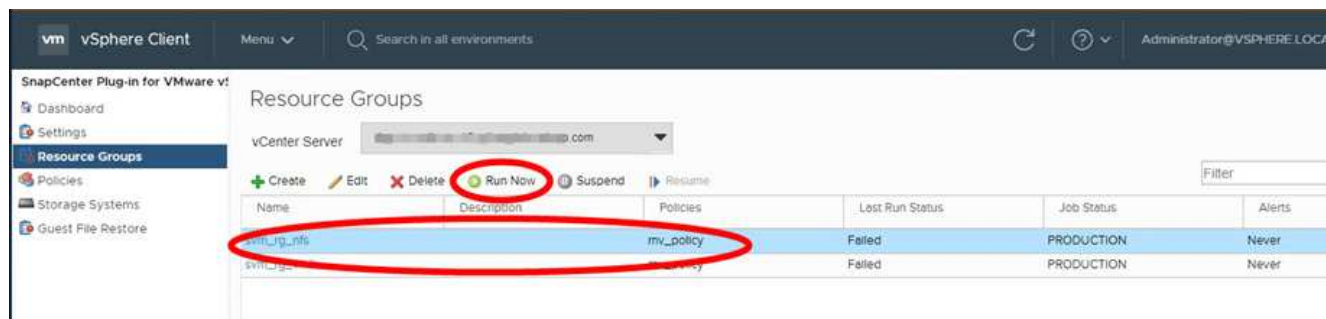 vm vSphere Client Menu Search in all environments Administrator@VSPHERE.LOCA
SnapCenter Plug-in for VMware vS
Dashboard
Settings
Resource Groups
Policies
Storage Systems
Guest File Restore
Resource Groups
vCenter Server .com
Create Edit Delete Run Now Suspend Resume
Filter
Name Description Policies Last Run Status Job Status Alerts
svm_rg_nfs mv_policy Failed PRODUCTION Never
Failed PRODUCTION Never